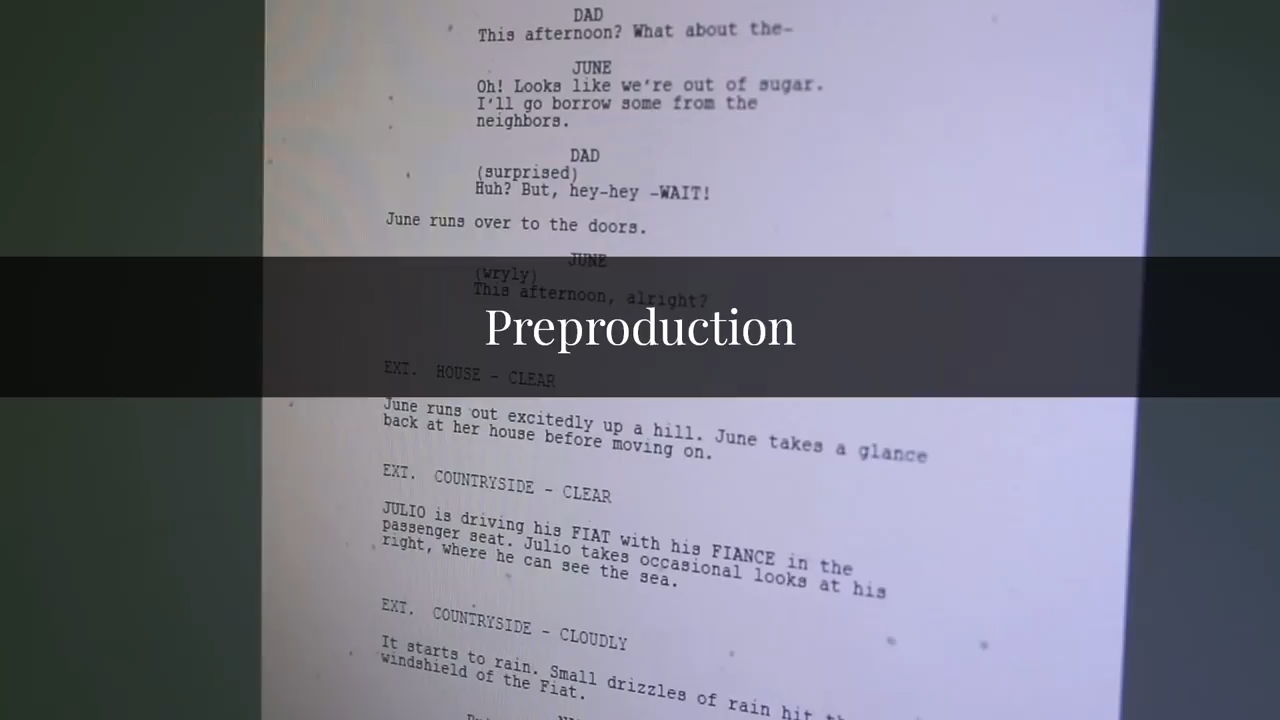 DAD
This afternoon? What about the-
JUNE
Oh! Looks like we're out of sugar.
I'll go borrow some from the
neighbors.
DAD
(surprised)
Huh? But, hey-hey -WAIT!
June runs over to the doors.
JUNE
(wryly)
This afternoon, alright?
Preproduction
EXT. HOUSE - CLEAR
June runs out excitedly up a hill. June takes a glance
back at her house before moving on.
EXT. COUNTRYSIDE - CLEAR
JULIO is driving his FIAT with his FIANCE in the
passenger seat. Julio takes occasional looks at his
right, where he can see the sea.
EXT. COUNTRYSIDE - CLOUDLY
It starts to rain. Small drizzles of rain hit
windshield of the Fiat.